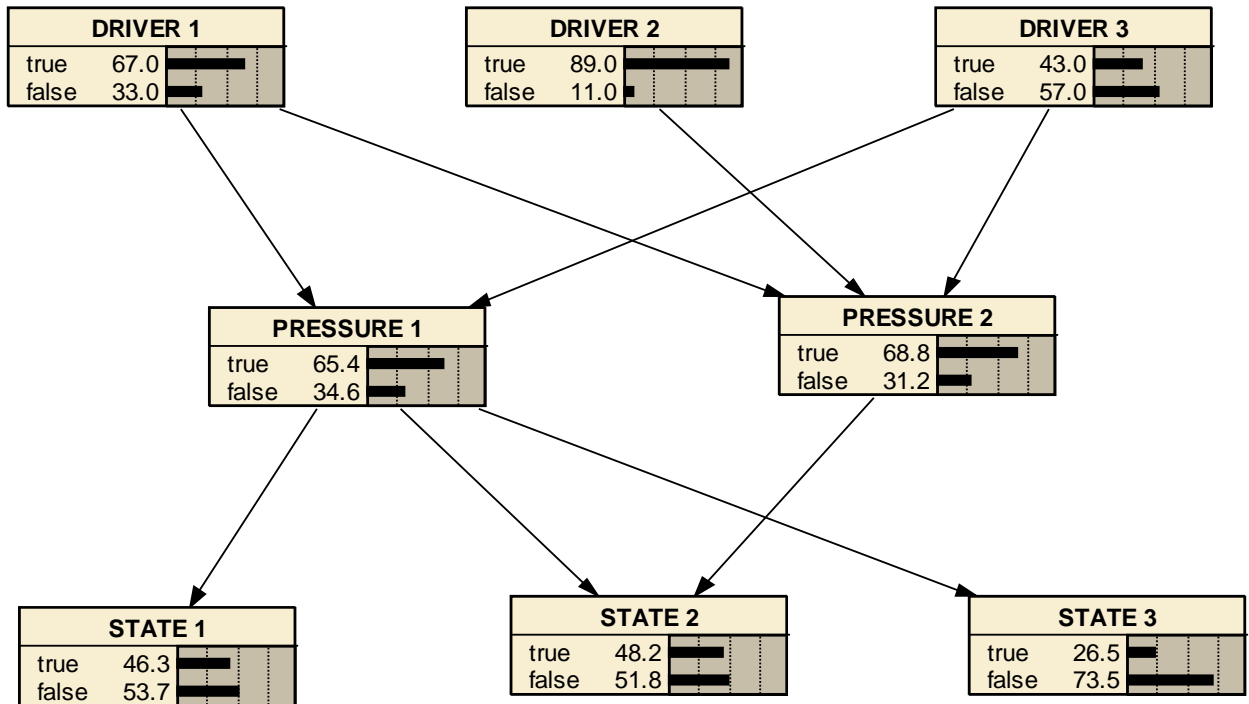 DRIVER 1
true 67.0
false 33.0
DRIVER 2
true 89.0
false 11.0
DRIVER 3
true 43.0
false 57.0
PRESSURE 1
true 65.4
false 34.6
PRESSURE 2
true 68.8
false 31.2
STATE 1
true 46.3
false 53.7
STATE 2
true 48.2
false 51.8
STATE 3
true 26.5
false 73.5